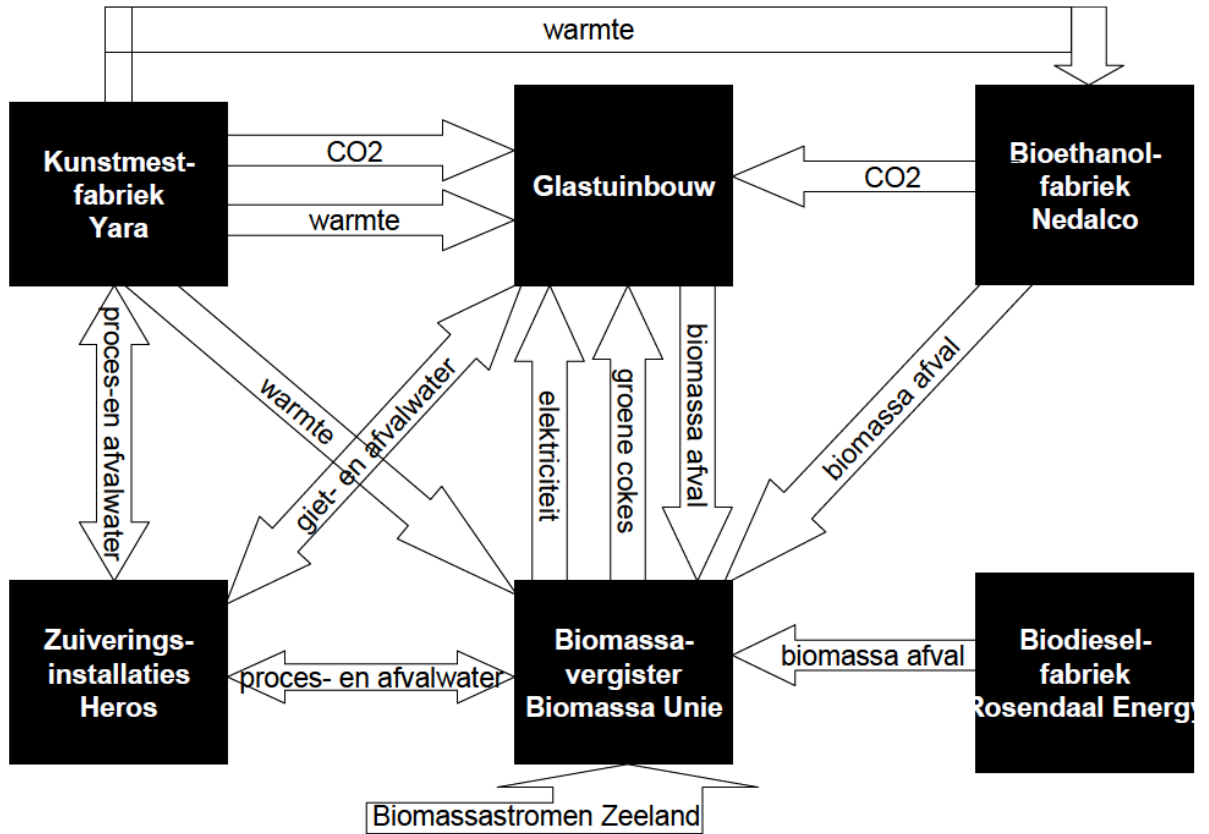 warmte
Kunstmest-
fabriek
Yara
CO2
warmte
Glastuinbouw
CO2
Bioethanol-
fabriek
Nedalco
proces-en afvalwater
warmte
giet- en afvalwater
elektriciteit
groene cokes
biomassa afval
biomassa afval
Zuiverings-
installaties
Heros
proces- en afvalwater
Biomassa-
vergister
Biomassa Unie
biomassa afval
Biodiesel-
fabriek
Rosendaal Energy
Biomassastromen Zeeland